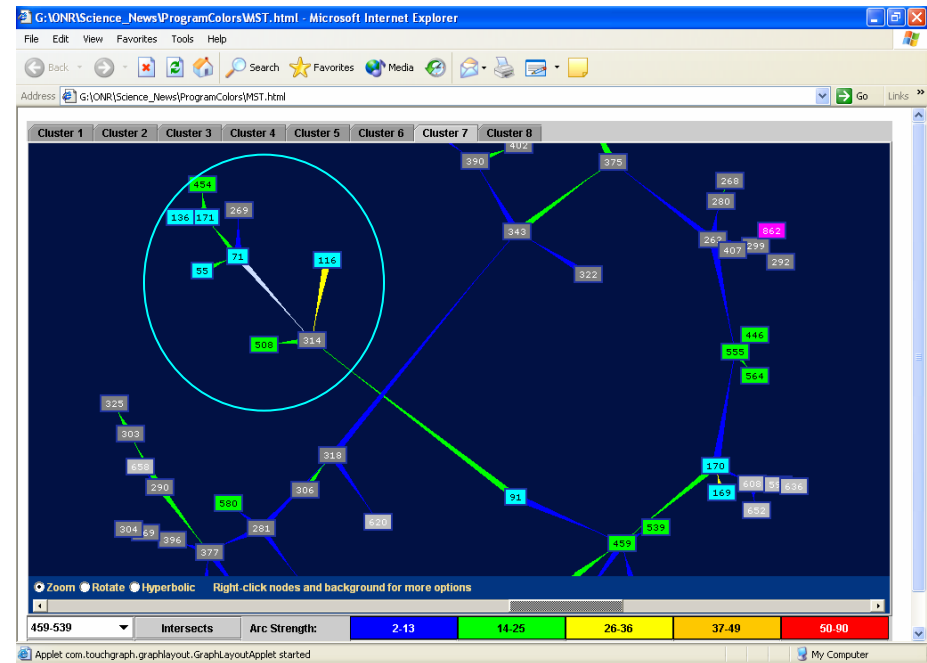 G:\ONR\Science_News\ProgramColors\MST.html - Microsoft Internet Explorer
File Edit View Favorites Tools Help
Back Search Favorites Media
Address G:\ONR\Science_News\ProgramColors\MST.html Go Links »
Cluster 1 Cluster 2 Cluster 3 Cluster 4 Cluster 5 Cluster 6 Cluster 7 Cluster 8
402
390 375
454 268
280
136 171 269
343 862
262 407 299
71 116 292
55 322
446
508 314
555
564
325
303
318
658 170
290 306 608 636
169
580 91
652
620
304 281 539
396
377 459
Zoom Rotate Hyperbolic Right-click nodes and background for more options
459-539 Intersects Arc Strength: 2-13 14-25 26-36 37-49 50-90
Applet com.touchgraph.graphlayout.GraphLayoutApplet started My Computer